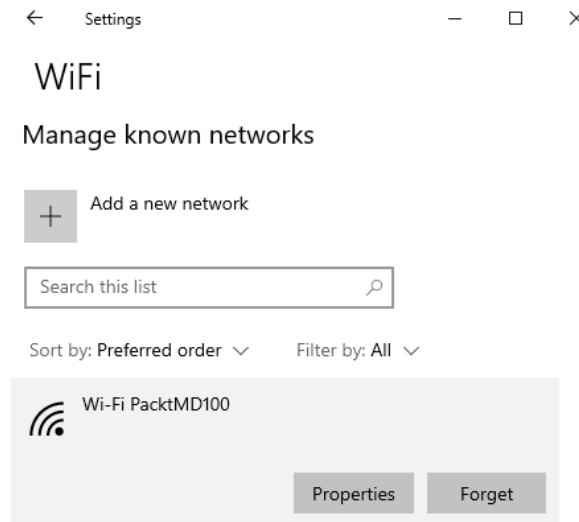 Settings
WiFi
Manage known networks
Add a new network
Search this list
Sort by: Preferred order Filter by: All
Wi-Fi PacktMD100
Properties Forget